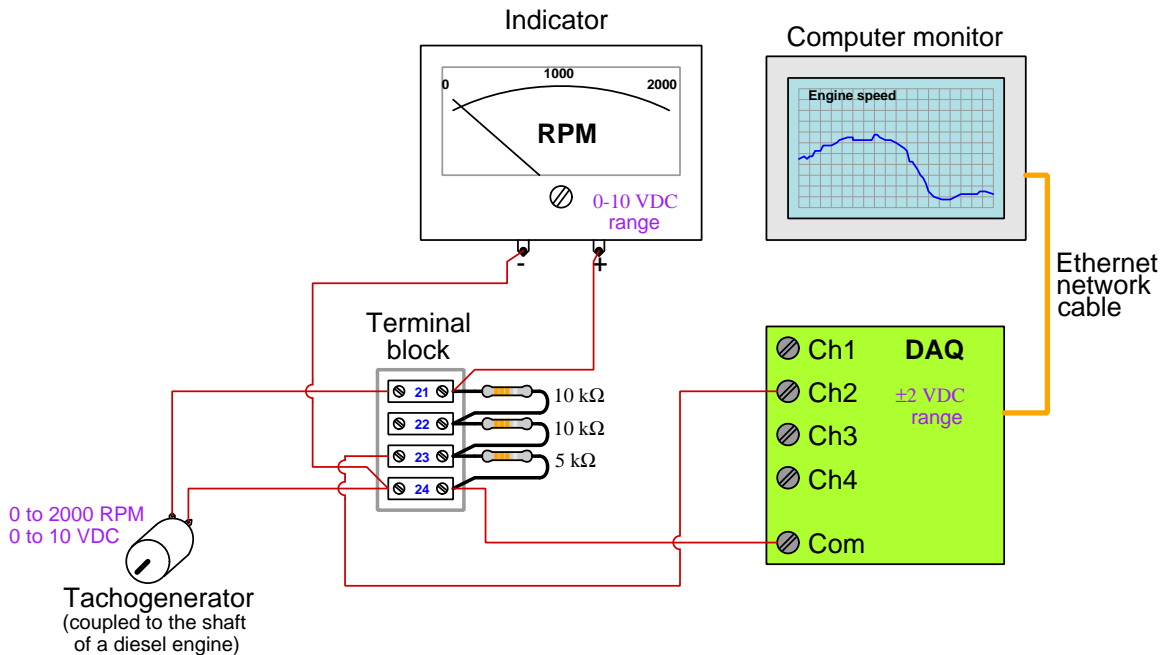 Indicator
0
1000
2000
RPM
0-10 VDC
range
-
+
Computer monitor
Engine speed
Ethernet
network
cable
Terminal
block
21
22
23
24
10 kΩ
10 kΩ
5 kΩ
Ch1
Ch2
Ch3
Ch4
Com
DAQ
±2 VDC
range
0 to 2000 RPM
0 to 10 VDC
Tachogenerator
(coupled to the shaft
of a diesel engine)